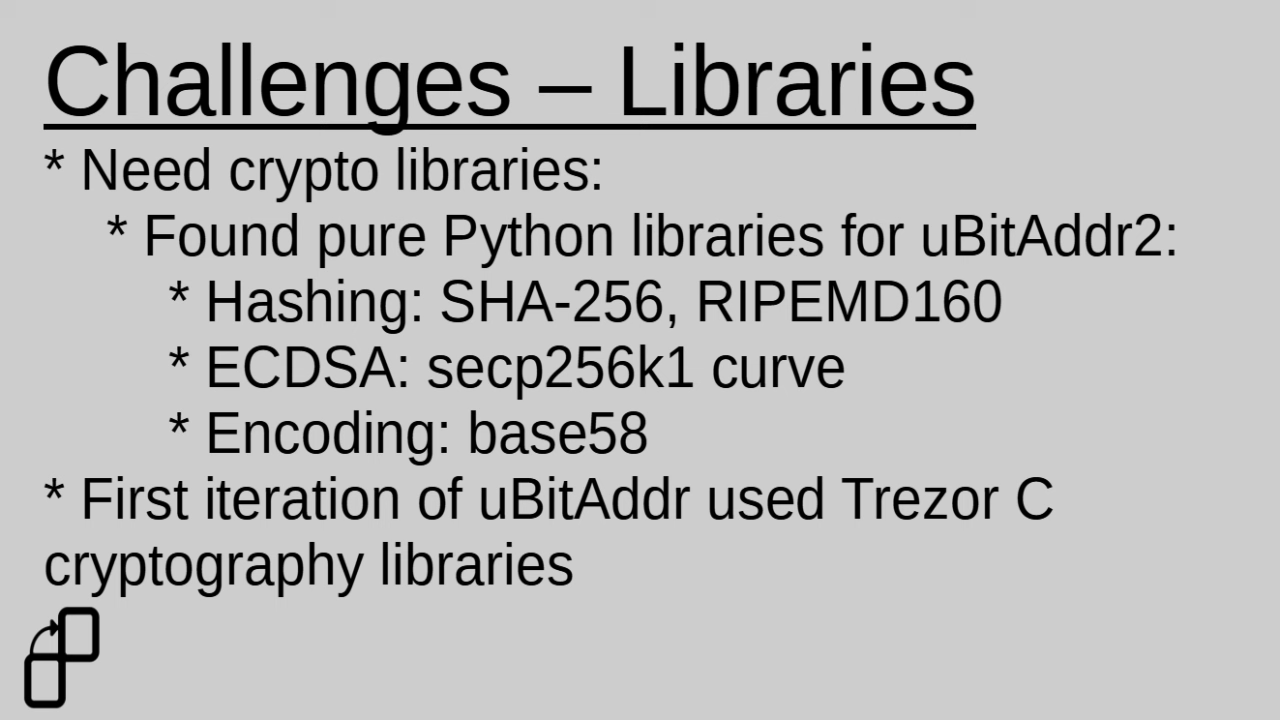 Challenges – Libraries
* Need crypto libraries:
* Found pure Python libraries for uBitAddr2:
* Hashing: SHA-256, RIPEMD160
* ECDSA: secp256k1 curve
* Encoding: base58
* First iteration of uBitAddr used Trezor C
cryptography libraries